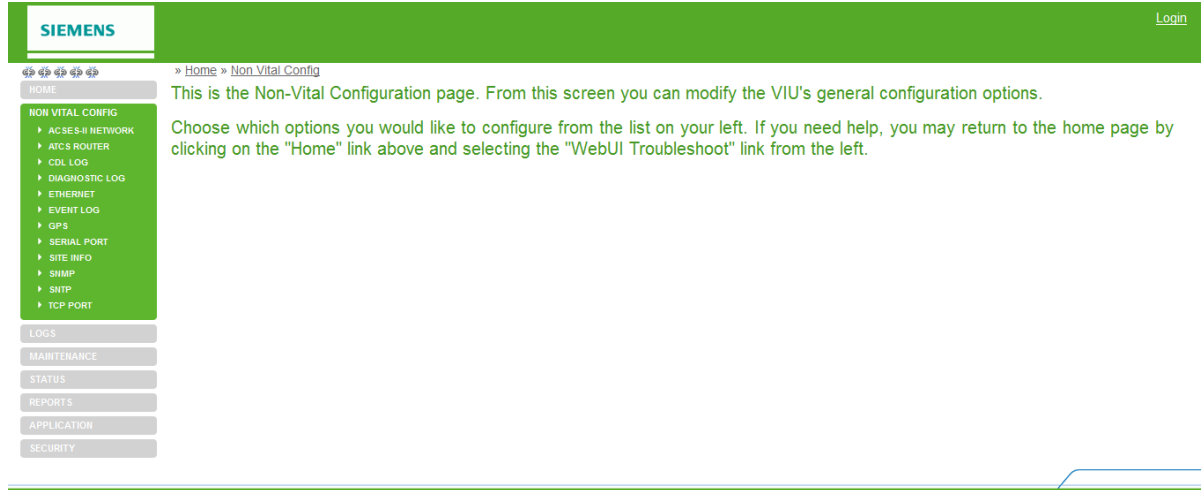 SIEMENS
Login
» Home » Non Vital Config
HOME
NON VITAL CONFIG
ACSES-II NETWORK
ATCS ROUTER
CDL LOG
DIAGNOSTIC LOG
ETHERNET
EVENT LOG
GPS
SERIAL PORT
SITE INFO
SNMP
SNTP
TCP PORT
LOGS
MAINTENANCE
STATUS
REPORTS
APPLICATION
SECURITY
This is the Non-Vital Configuration page. From this screen you can modify the VIU's general configuration options.
Choose which options you would like to configure from the list on your left. If you need help, you may return to the home page by
clicking on the "Home" link above and selecting the "WebUI Troubleshoot" link from the left.